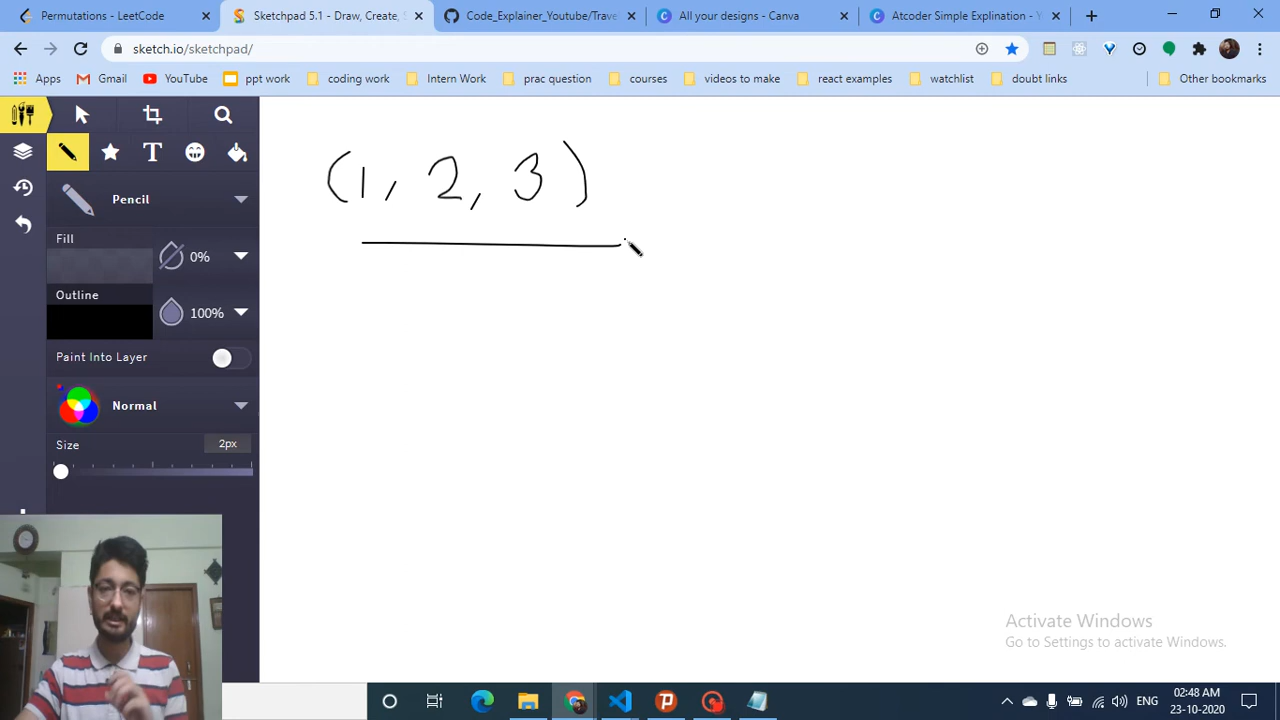 Permutations - LeetCode
Sketchpad 5.1 - Draw, Create, S
Code_Explainer_Youtube/Trave
All your designs - Canva
Atcoder Simple Explination - Yo
sketch.io/sketchpad/
Apps
Gmail
YouTube
ppt work
coding work
Intern Work
prac question
courses
videos to make
react examples
watchlist
doubt links
Other bookmarks
(1, 2, 3)
Pencil
Fill
0%
Outline
100%
Paint Into Layer
Normal
Size
2px
Activate Windows
Go to Settings to activate Windows.
ENG
02:48 AM
23-10-2020